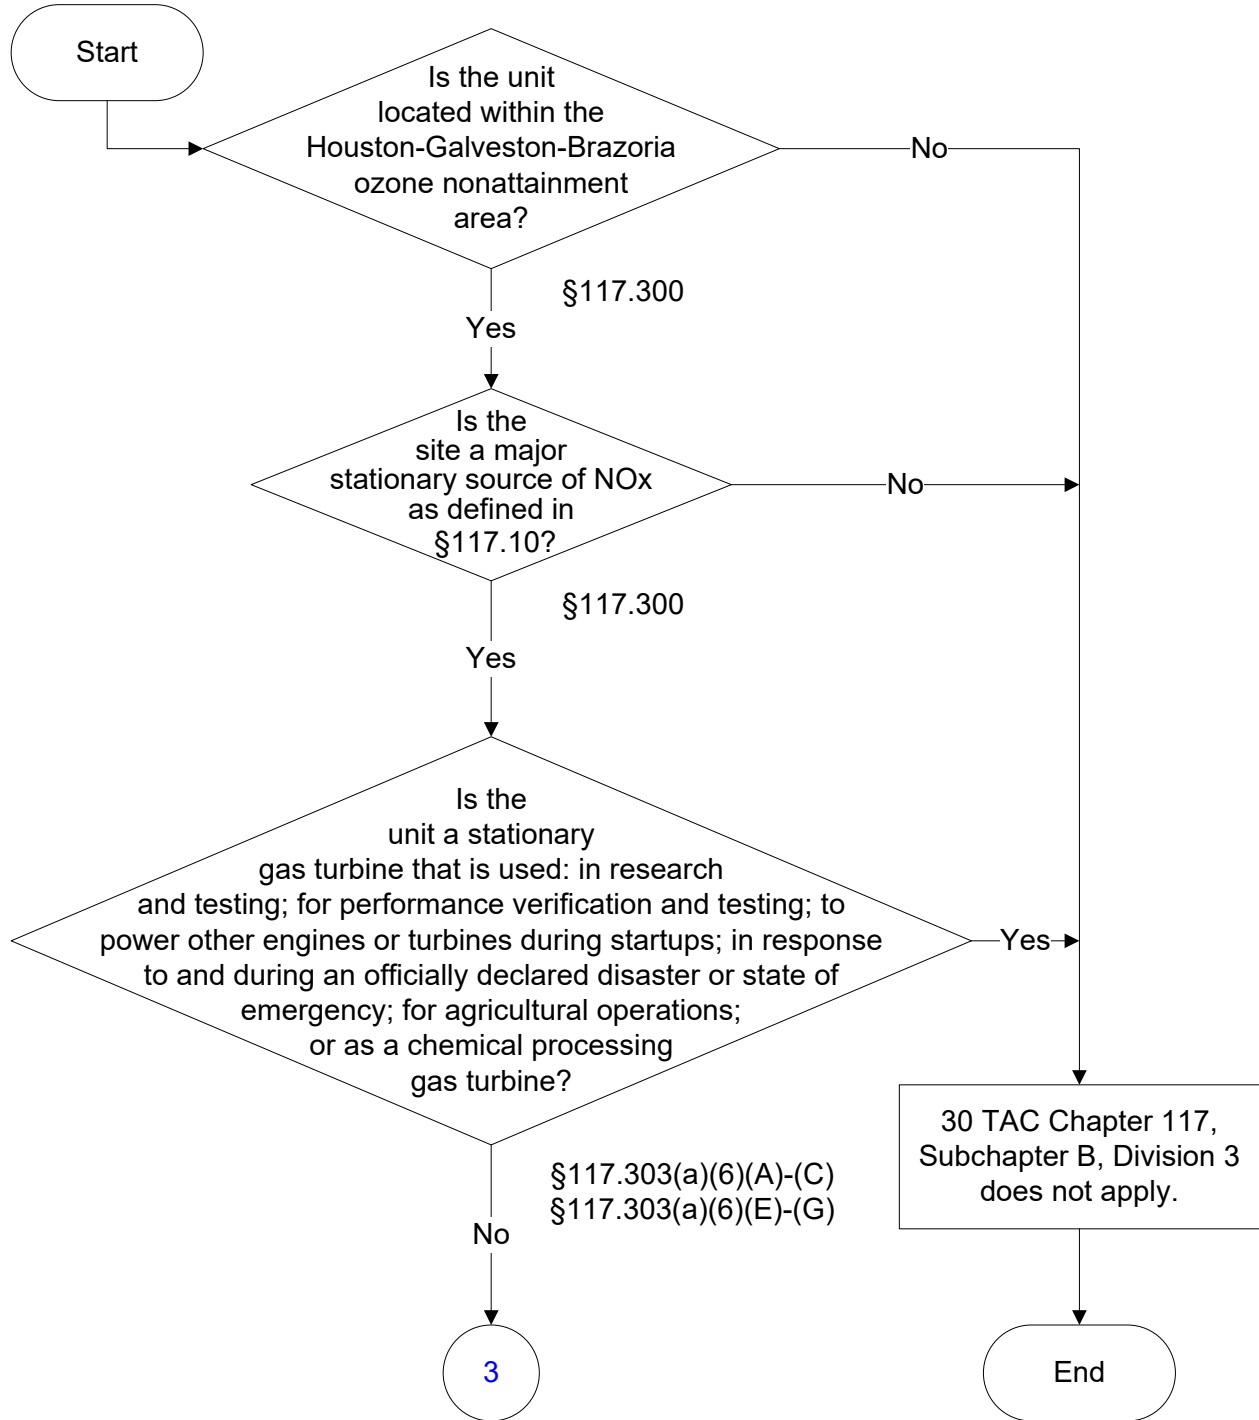 Start
Is the unit
located within the
Houston-Galveston-Brazoria
ozone nonattainment
area?
No
§117.300
Yes
Is the
site a major
stationary source of NOx
as defined in
§117.10?
No
§117.300
Yes
Is the
unit a stationary
gas turbine that is used: in research
and testing; for performance verification and testing; to
power other engines or turbines during startups; in response
to and during an officially declared disaster or state of
emergency; for agricultural operations;
or as a chemical processing
gas turbine?
Yes
30 TAC Chapter 117,
Subchapter B, Division 3
does not apply.
§117.303(a)(6)(A)-(C)
§117.303(a)(6)(E)-(G)
No
3
End